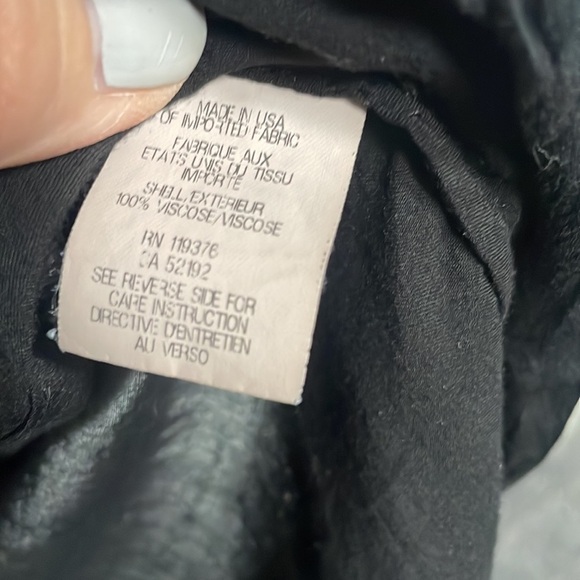 MADE IN USA
OF IMPORTED FABRIC
FABRIQUE AUX
ETATS UNIS DU TISSU
IMPORTE
SHELL/EXTERIEUR
100% VISCOSE/VISCOSE
RN 119376
CA 52192
SEE REVERSE SIDE FOR
CARE INSTRUCTION
DIRECTIVE D'ENTRETIEN
AU VERSO